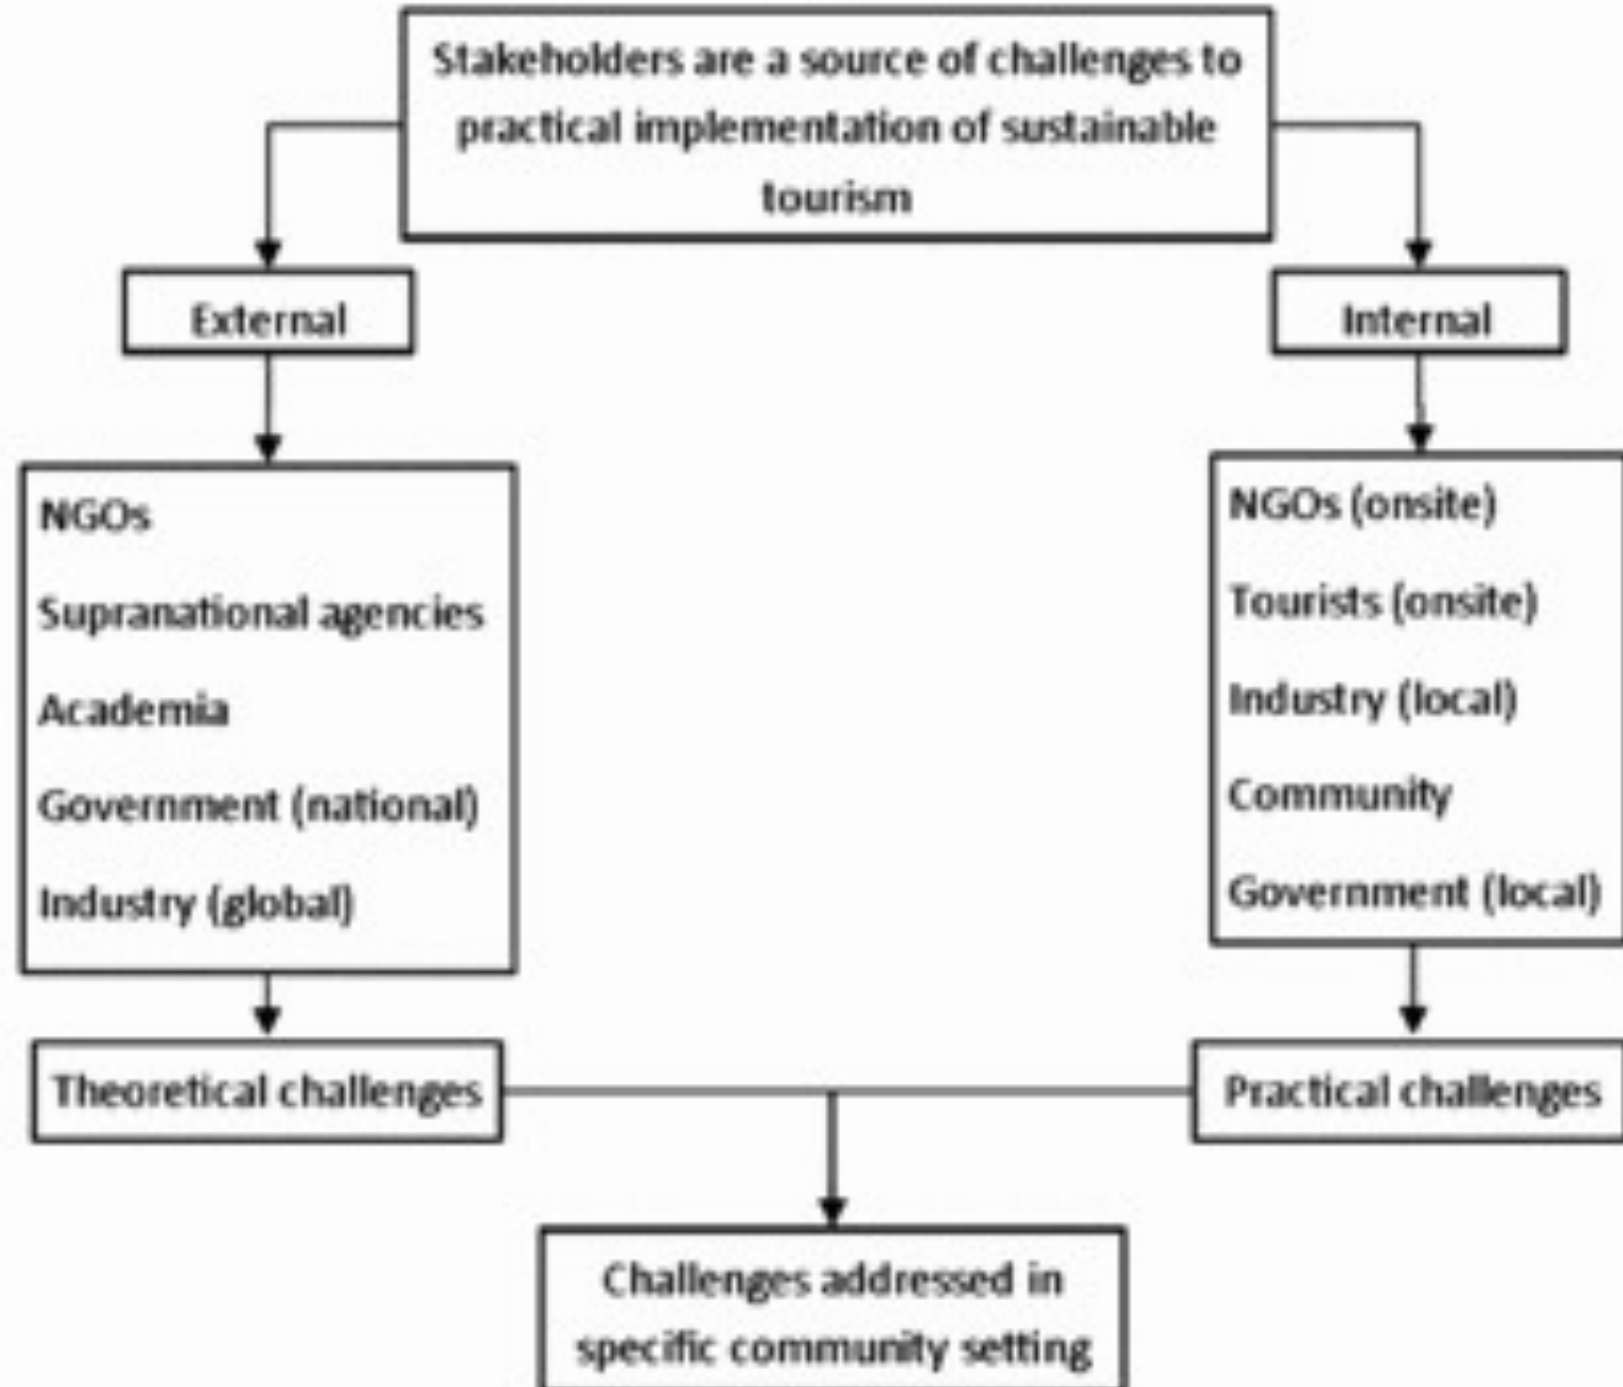 Stakeholders are a source of challenges to
practical implementation of sustainable
tourism
External
Internal
NGOs
Supranational agencies
Academia
Government (national)
Industry (global)
NGOs (onsite)
Tourists (onsite)
Industry (local)
Community
Government (local)
Theoretical challenges
Practical challenges
Challenges addressed in
specific community setting